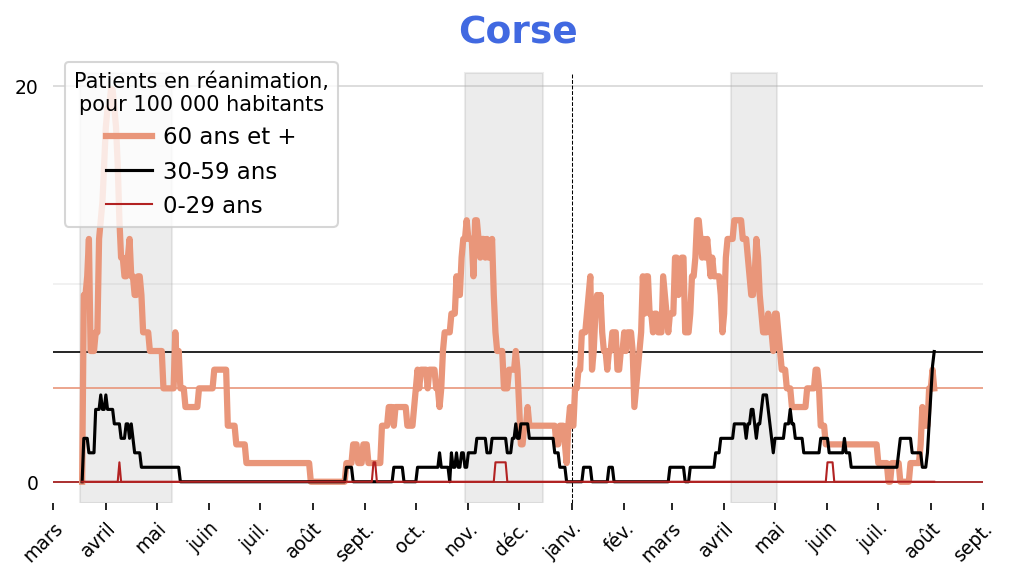 Corse
Patients en réanimation,
pour 100 000 habitants
60 ans et +
30-59 ans
0-29 ans
20
0
mars avril mai juin juil. août sept. oct. nov. déc. janv. fév. mars avril mai juin juil. août sept.